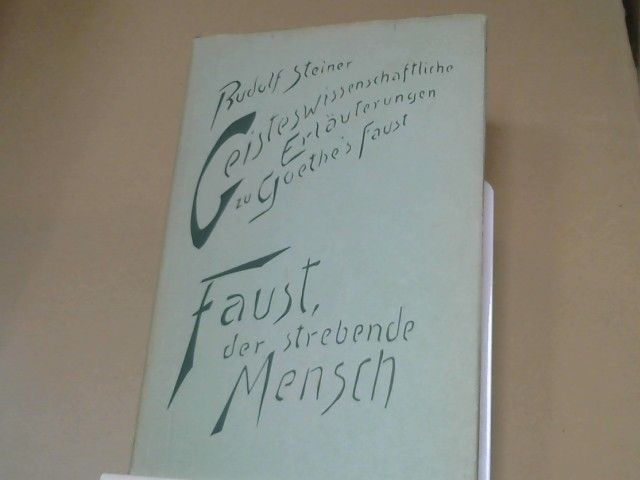 Rudolf Steiner
Geisteswissenschaftliche
Erläuterungen
zu Goethe's Faust
Faust,
der strebende
Mensch